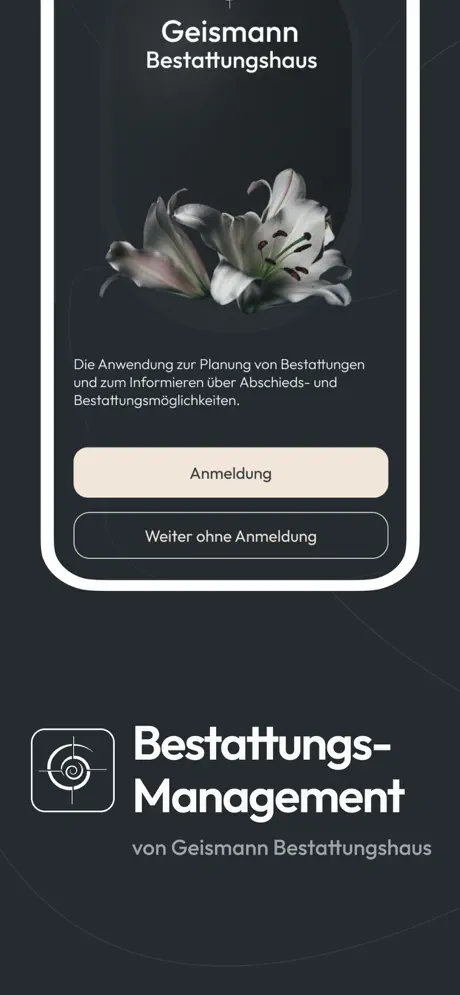 Geismann
Bestattungshaus
Die Anwendung zur Planung von Bestattungen
und zum Informieren über Abschieds- und
Bestattungsmöglichkeiten.
Anmeldung
Weiter ohne Anmeldung
Bestattungs-
Management
von Geismann Bestattungshaus